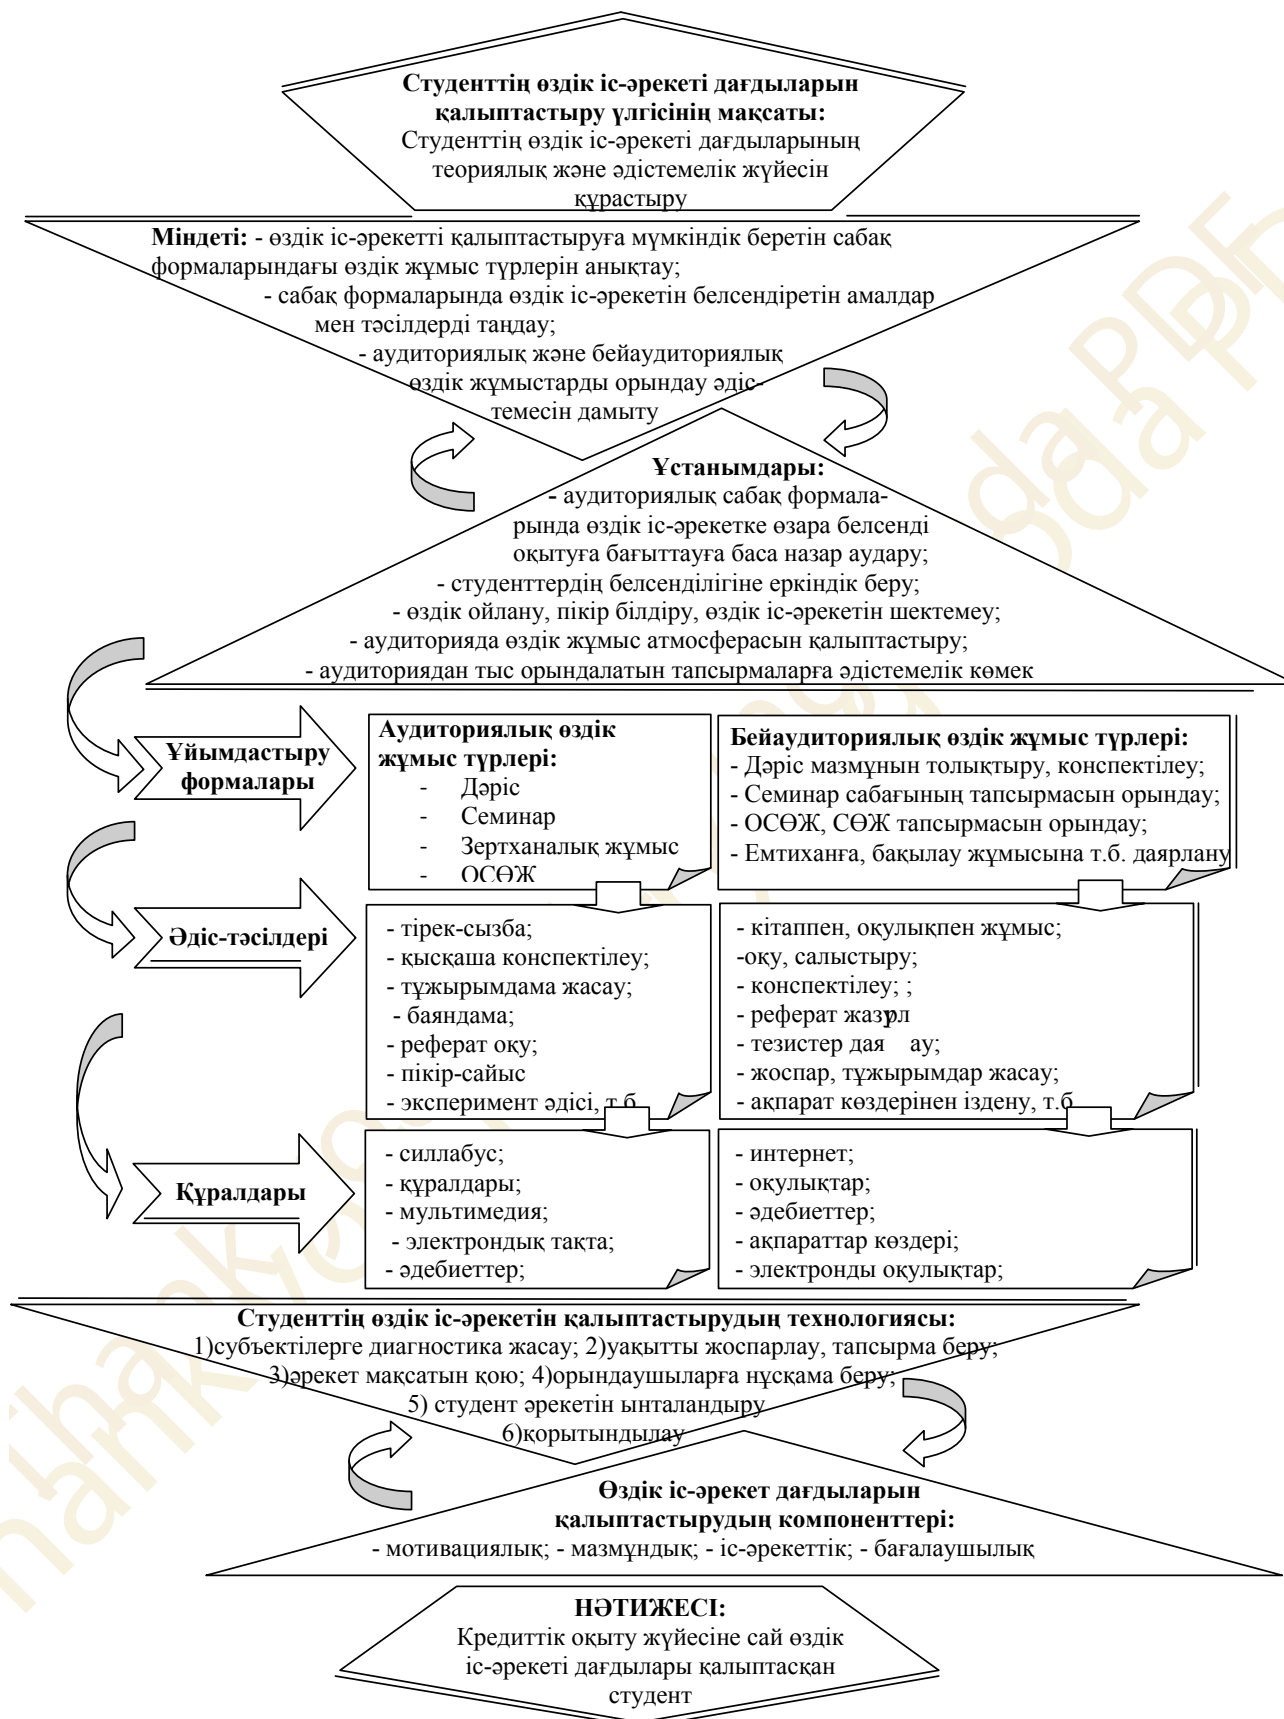 Студенттің өздік іс-әрекеті дағдыларын
қалыптастыру үлгісінің мақсаты:
Студенттің өздік іс-әрекеті дағдыларының
теориялық және әдістемелік жүйесін
құрастыру
Міндеті: - өздік іс-әрекетті қалыптастыруға мүмкіндік беретін сабақ
формаларындағы өздік жұмыс түрлерін анықтау;
- сабақ формаларында өздік іс-әрекетін белсендіретін амалдар
мен тәсілдерді таңдау;
- аудиториялық және бейаудиториялық
өздік жұмыстарды орындау әдіс-
темесін дамыту
Ұстанымдары:
- аудиториялық сабақ формала-
рында өздік іс-әрекетке өзара белсенді
оқытуға бағыттауға баса назар аудару;
- студенттердің белсенділігіне еркіндік беру;
- өздік ойлану, пікір білдіру, өздік іс-әрекетін шектемеу;
- аудиторияда өздік жұмыс атмосферасын қалыптастыру;
- аудиториядан тыс орындалатын тапсырмаларға әдістемелік көмек
Ұйымдастыру
формалары
Аудиториялық өздік
жұмыс түрлері:
- Дәріс
- Семинар
- Зертханалық жұмыс
- ОСӨЖ
Бейаудиториялық өздік жұмыс түрлері:
- Дәріс мазмұнын толықтыру, конспектілеу;
- Семинар сабағының тапсырмасын орындау;
- ОСӨЖ, СӨЖ тапсырмасын орындау;
- Емтиханға, бақылау жұмысына т.б. даярлану
Әдіс-тәсілдері
- тірек-сызба;
- қысқаша конспектілеу;
- тұжырымдама жасау;
- баяндама;
- реферат оқу;
- пікір-сайыс
- эксперимент әдісі, т.б
- кітаппен, оқулықпен жұмыс;
-оқу, салыстыру;
- конспектілеу; ;
- реферат
- тезистер дая ау;
- жоспар, тұжырымдар жасау;
- ақпарат көздерінен іздену, т.б
Құралдары
- силлабус;
- құралдары;
- мультимедия;
- электрондық тақта;
- әдебиеттер;
- интернет;
- оқулықтар;
- әдебиеттер;
- ақпараттар көздері;
- электронды оқулықтар;
Студенттің өздік іс-әрекетін қалыптастырудың технологиясы:
1)субъектілерге диагностика жасау; 2)уақытты жоспарлау, тапсырма беру;
3)әрекет мақсатын қою; 4)орындаушыларға нұсқама беру;
5) студент әрекетін ынталандыру
6)қорытындылау
Өздік іс-әрекет дағдыларын
қалыптастырудың компоненттері:
- мотивациялық; - мазмұндық; - іс-әрекеттік; - бағалаушылық
НӘТИЖЕСІ:
Кредиттік оқыту жүйесіне сай өздік
іс-әрекеті дағдылары қалыптасқан
студент